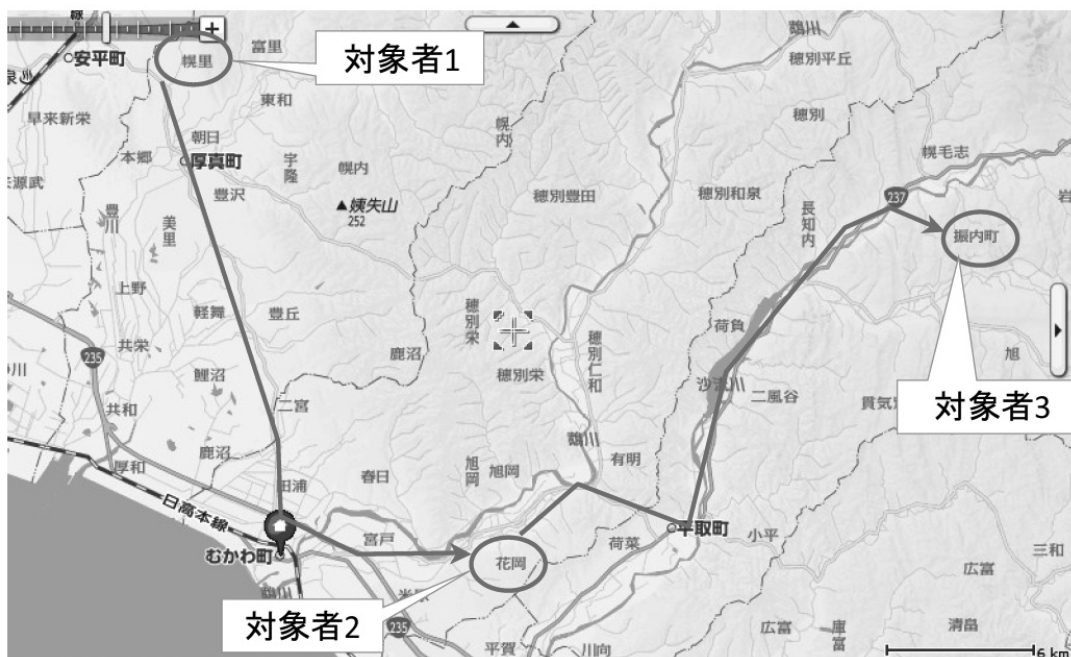 線
+
富里
安平町
幌里
対象者1
鵡川
穂別平丘
早来新栄
東和
朝日
幌内
穂別
本郷
厚真町
宇隆
幌内
幌毛志
豊沢
穂別豊田
穂別和泉
237
豊川
美里
姨失山
252
長知内
振内町
上野
軽舞
豊丘
穂別栄
荷負
共栄
235
鹿沼
穂別栄
穂別仁和
旭
鯉沼
沙流川
二風谷
対象者3
共和
二宮
鹿沼
厚和
鵡川
旭岡
旭岡
有明
春日
田浦
日高本線
富戸
平取町
小平
荷菜
むかわ町
花岡
三和
広富
鵡川
対象者2
235
広富
庫富
清畠
平賀
川向
6 km